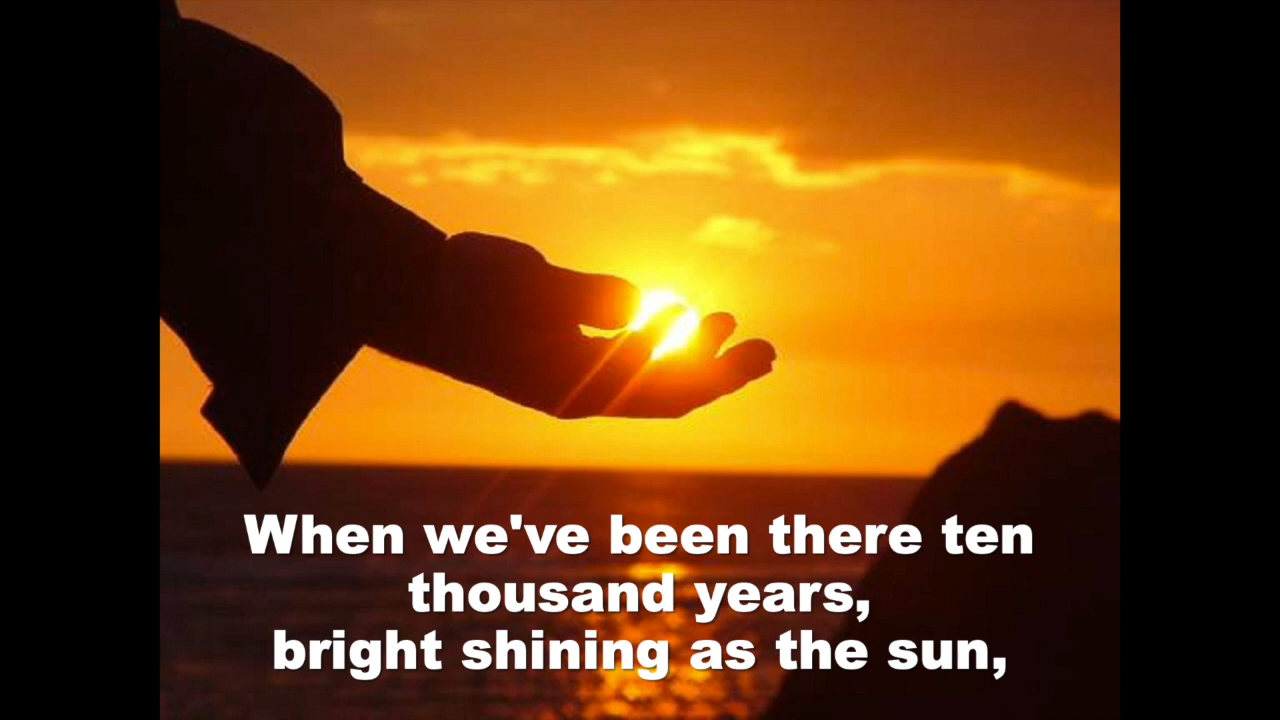 When we've been there ten
thousand years,
bright shining as the sun,